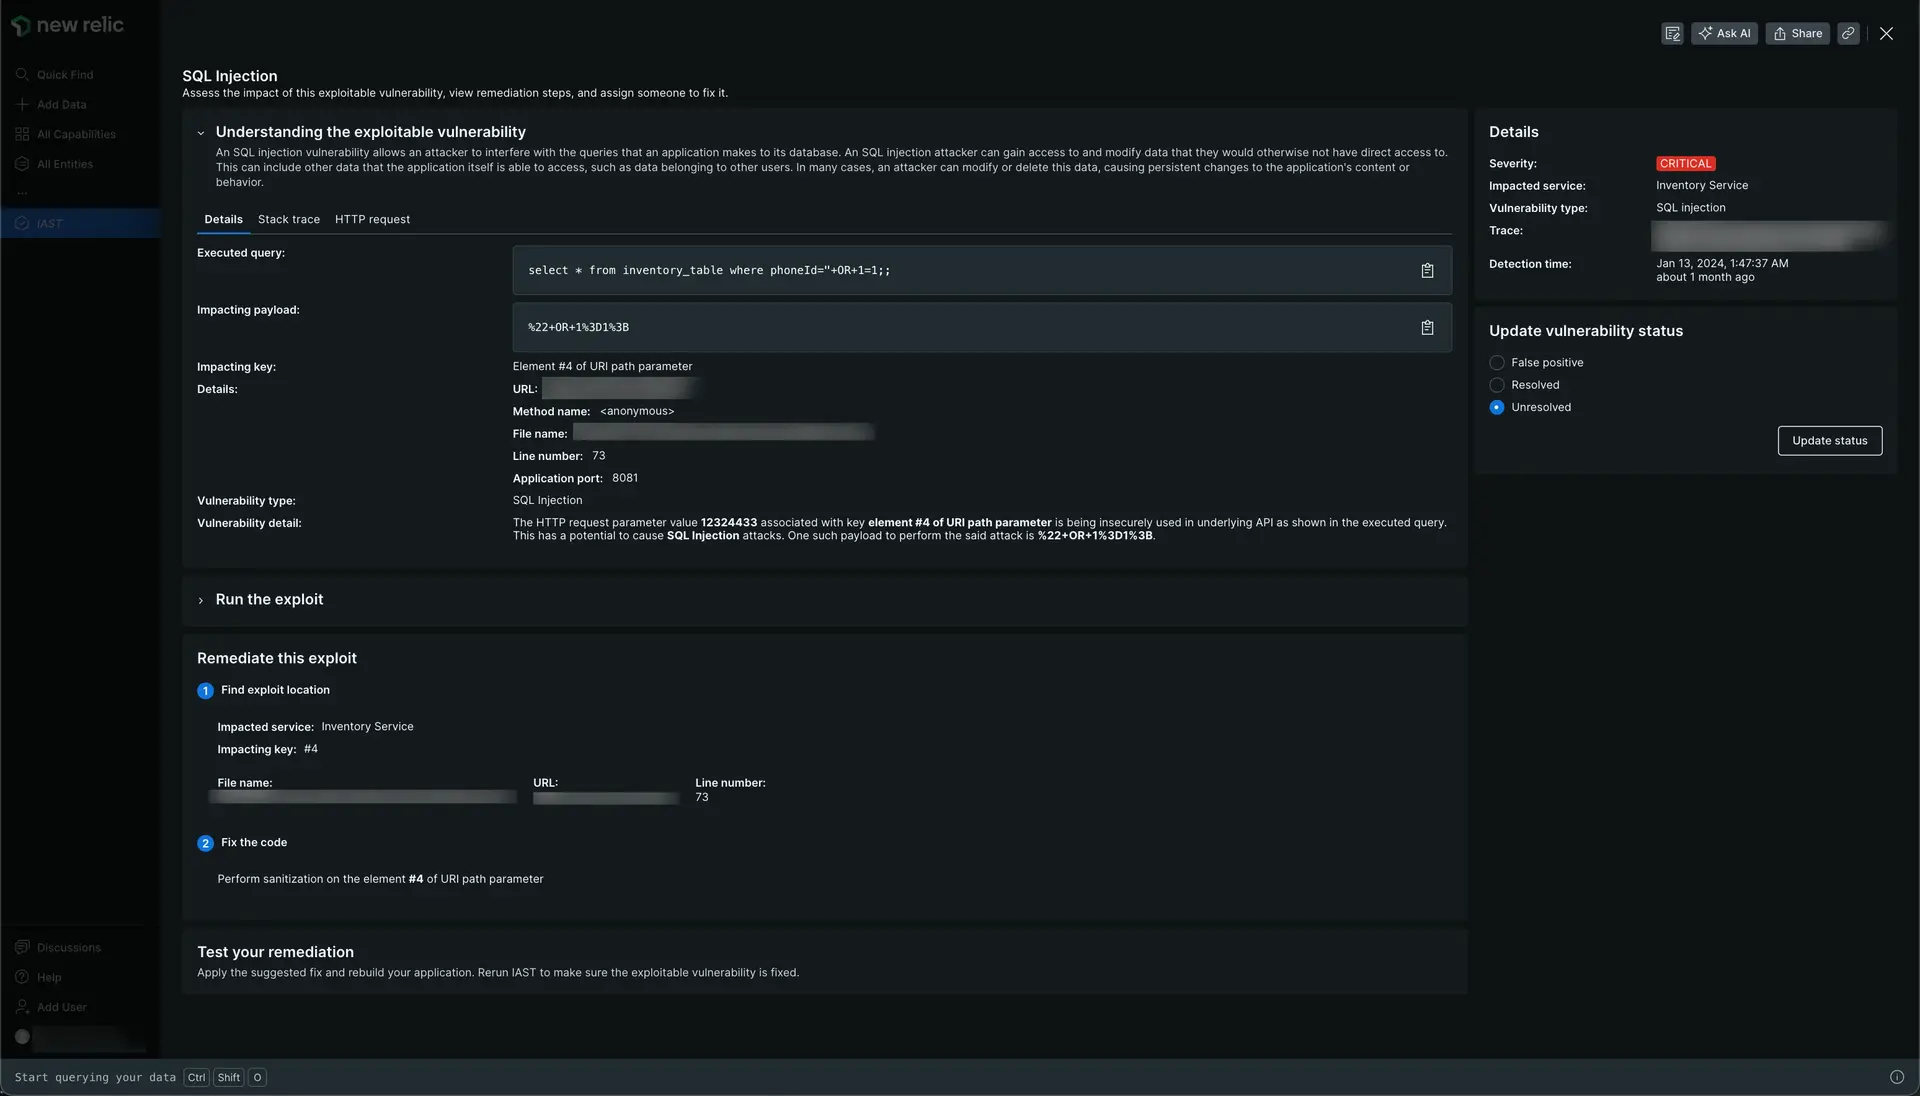 new relic
Ask AI
Share
Quick Find
Add Data
All Capabilities
All Entities
...
IAST
SQL Injection
Assess the impact of this exploitable vulnerability, view remediation steps, and assign someone to fix it.
Understanding the exploitable vulnerability
An SQL injection vulnerability allows an attacker to interfere with the queries that an application makes to its database. An SQL injection attacker can gain access to and modify data that they would otherwise not have direct access to.
This can include other data that the application itself is able to access, such as data belonging to other users. In many cases, an attacker can modify or delete this data, causing persistent changes to the application's content or
behavior.
Details Stack trace HTTP request
Executed query:
select * from inventory_table where phoneId="+OR+1=1;;
Impacting payload:
%22+OR+1%3D1%3B
Impacting key: Element #4 of URI path parameter
Details: URL:
Method name: <anonymous>
File name:
Line number: 73
Application port: 8081
Vulnerability type: SQL Injection
Vulnerability detail: The HTTP request parameter value 12324433 associated with key element #4 of URI path parameter is being insecurely used in underlying API as shown in the executed query.
This has a potential to cause SQL Injection attacks. One such payload to perform the said attack is %22+OR+1%3D1%3B.
Run the exploit
Remediate this exploit
1 Find exploit location
Impacted service: Inventory Service
Impacting key: #4
File name: URL: Line number:
73
2 Fix the code
Perform sanitization on the element #4 of URI path parameter
Test your remediation
Apply the suggested fix and rebuild your application. Rerun IAST to make sure the exploitable vulnerability is fixed.
Details
Severity: CRITICAL
Impacted service: Inventory Service
Vulnerability type: SQL injection
Trace:
Detection time: Jan 13, 2024, 1:47:37 AM
about 1 month ago
Update vulnerability status
False positive
Resolved
Unresolved
Update status
Discussions
Help
Add User
Start querying your data Ctrl Shift O